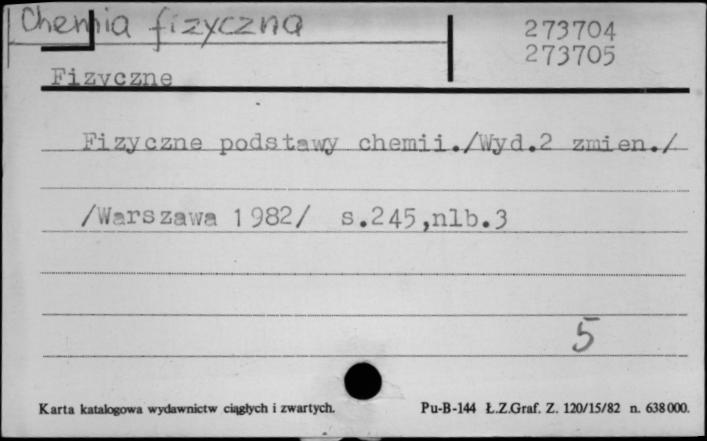 Chemia fizyczna
273704
273705
Fizyczne
Fizyczne podstawy chemii./Wyd.2 zmien./
/Warszawa 1982/ s.245,nlb.3
5
Karta katalogowa wydawnictw ciągłych i zwartych.
Pu-B-144 Ł.Z.Graf. Z. 120/15/82 n. 638000.